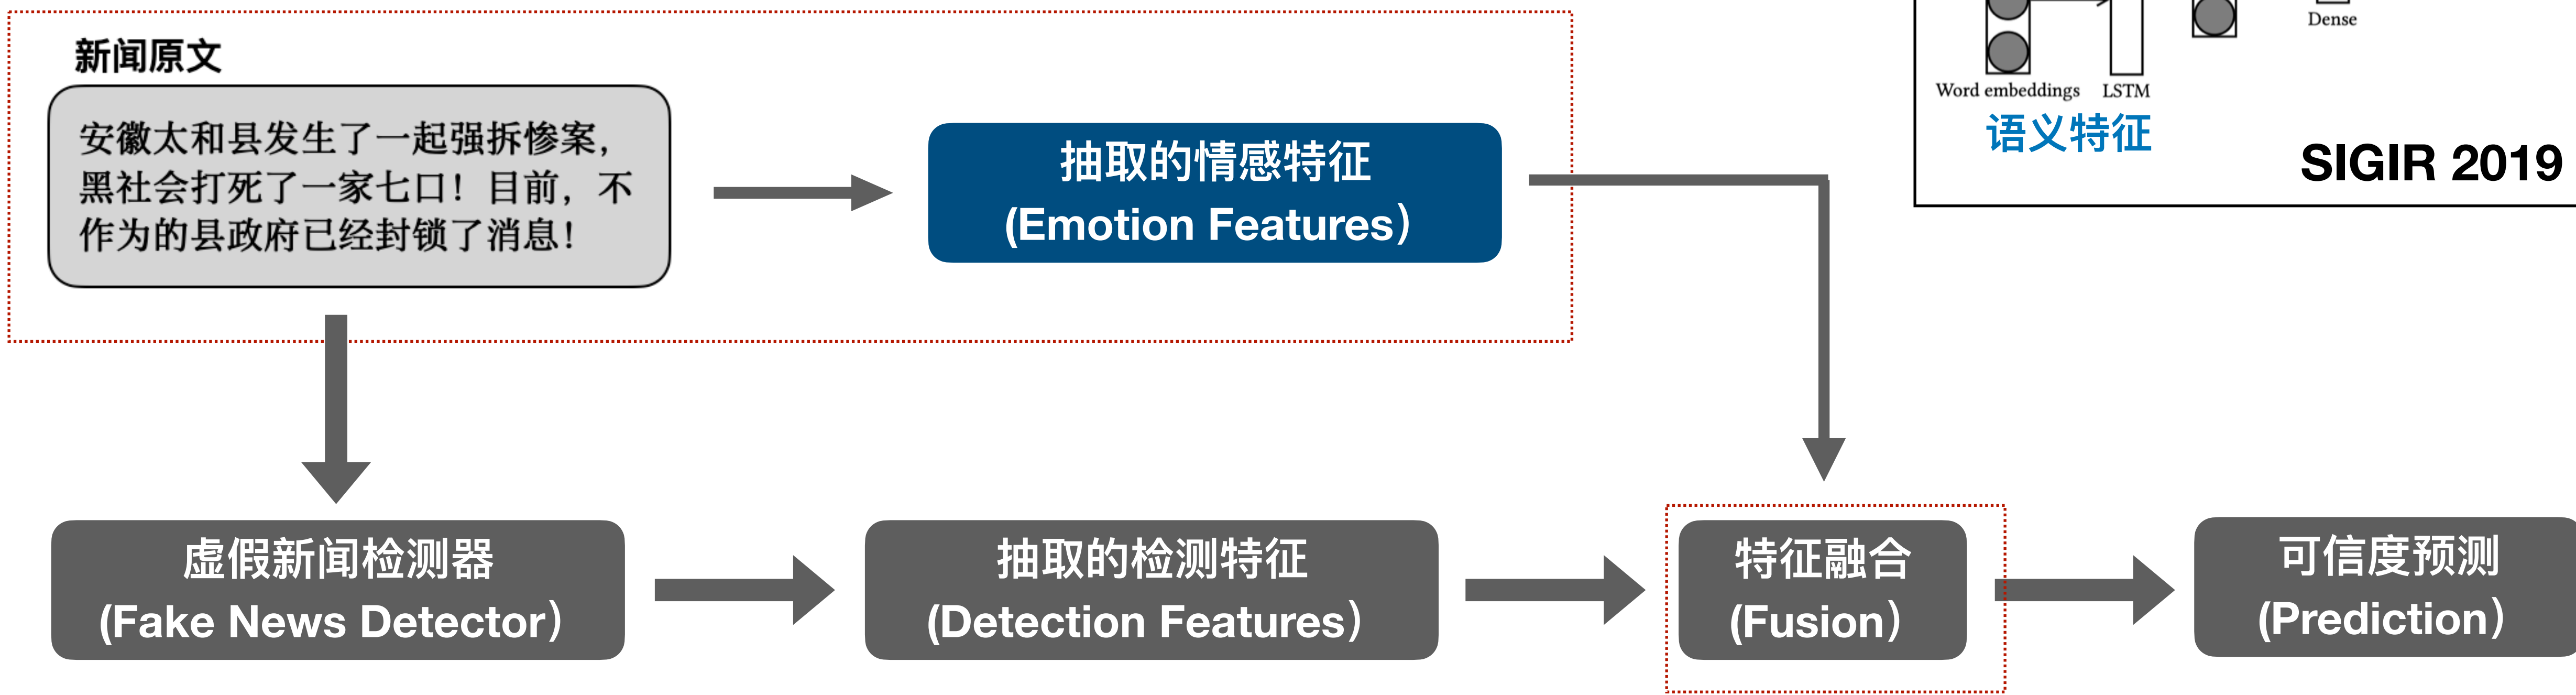 新闻原文
安徽太和县发生了一起强拆惨案，
黑社会打死了一家七口！目前，不
作为的县政府已经封锁了消息！
抽取的情感特征
(Emotion Features）
Dense
Word embeddings LSTM
语义特征
SIGIR 2019
虚假新闻检测器
(Fake News Detector）
抽取的检测特征
(Detection Features）
特征融合
(Fusion）
可信度预测
(Prediction）